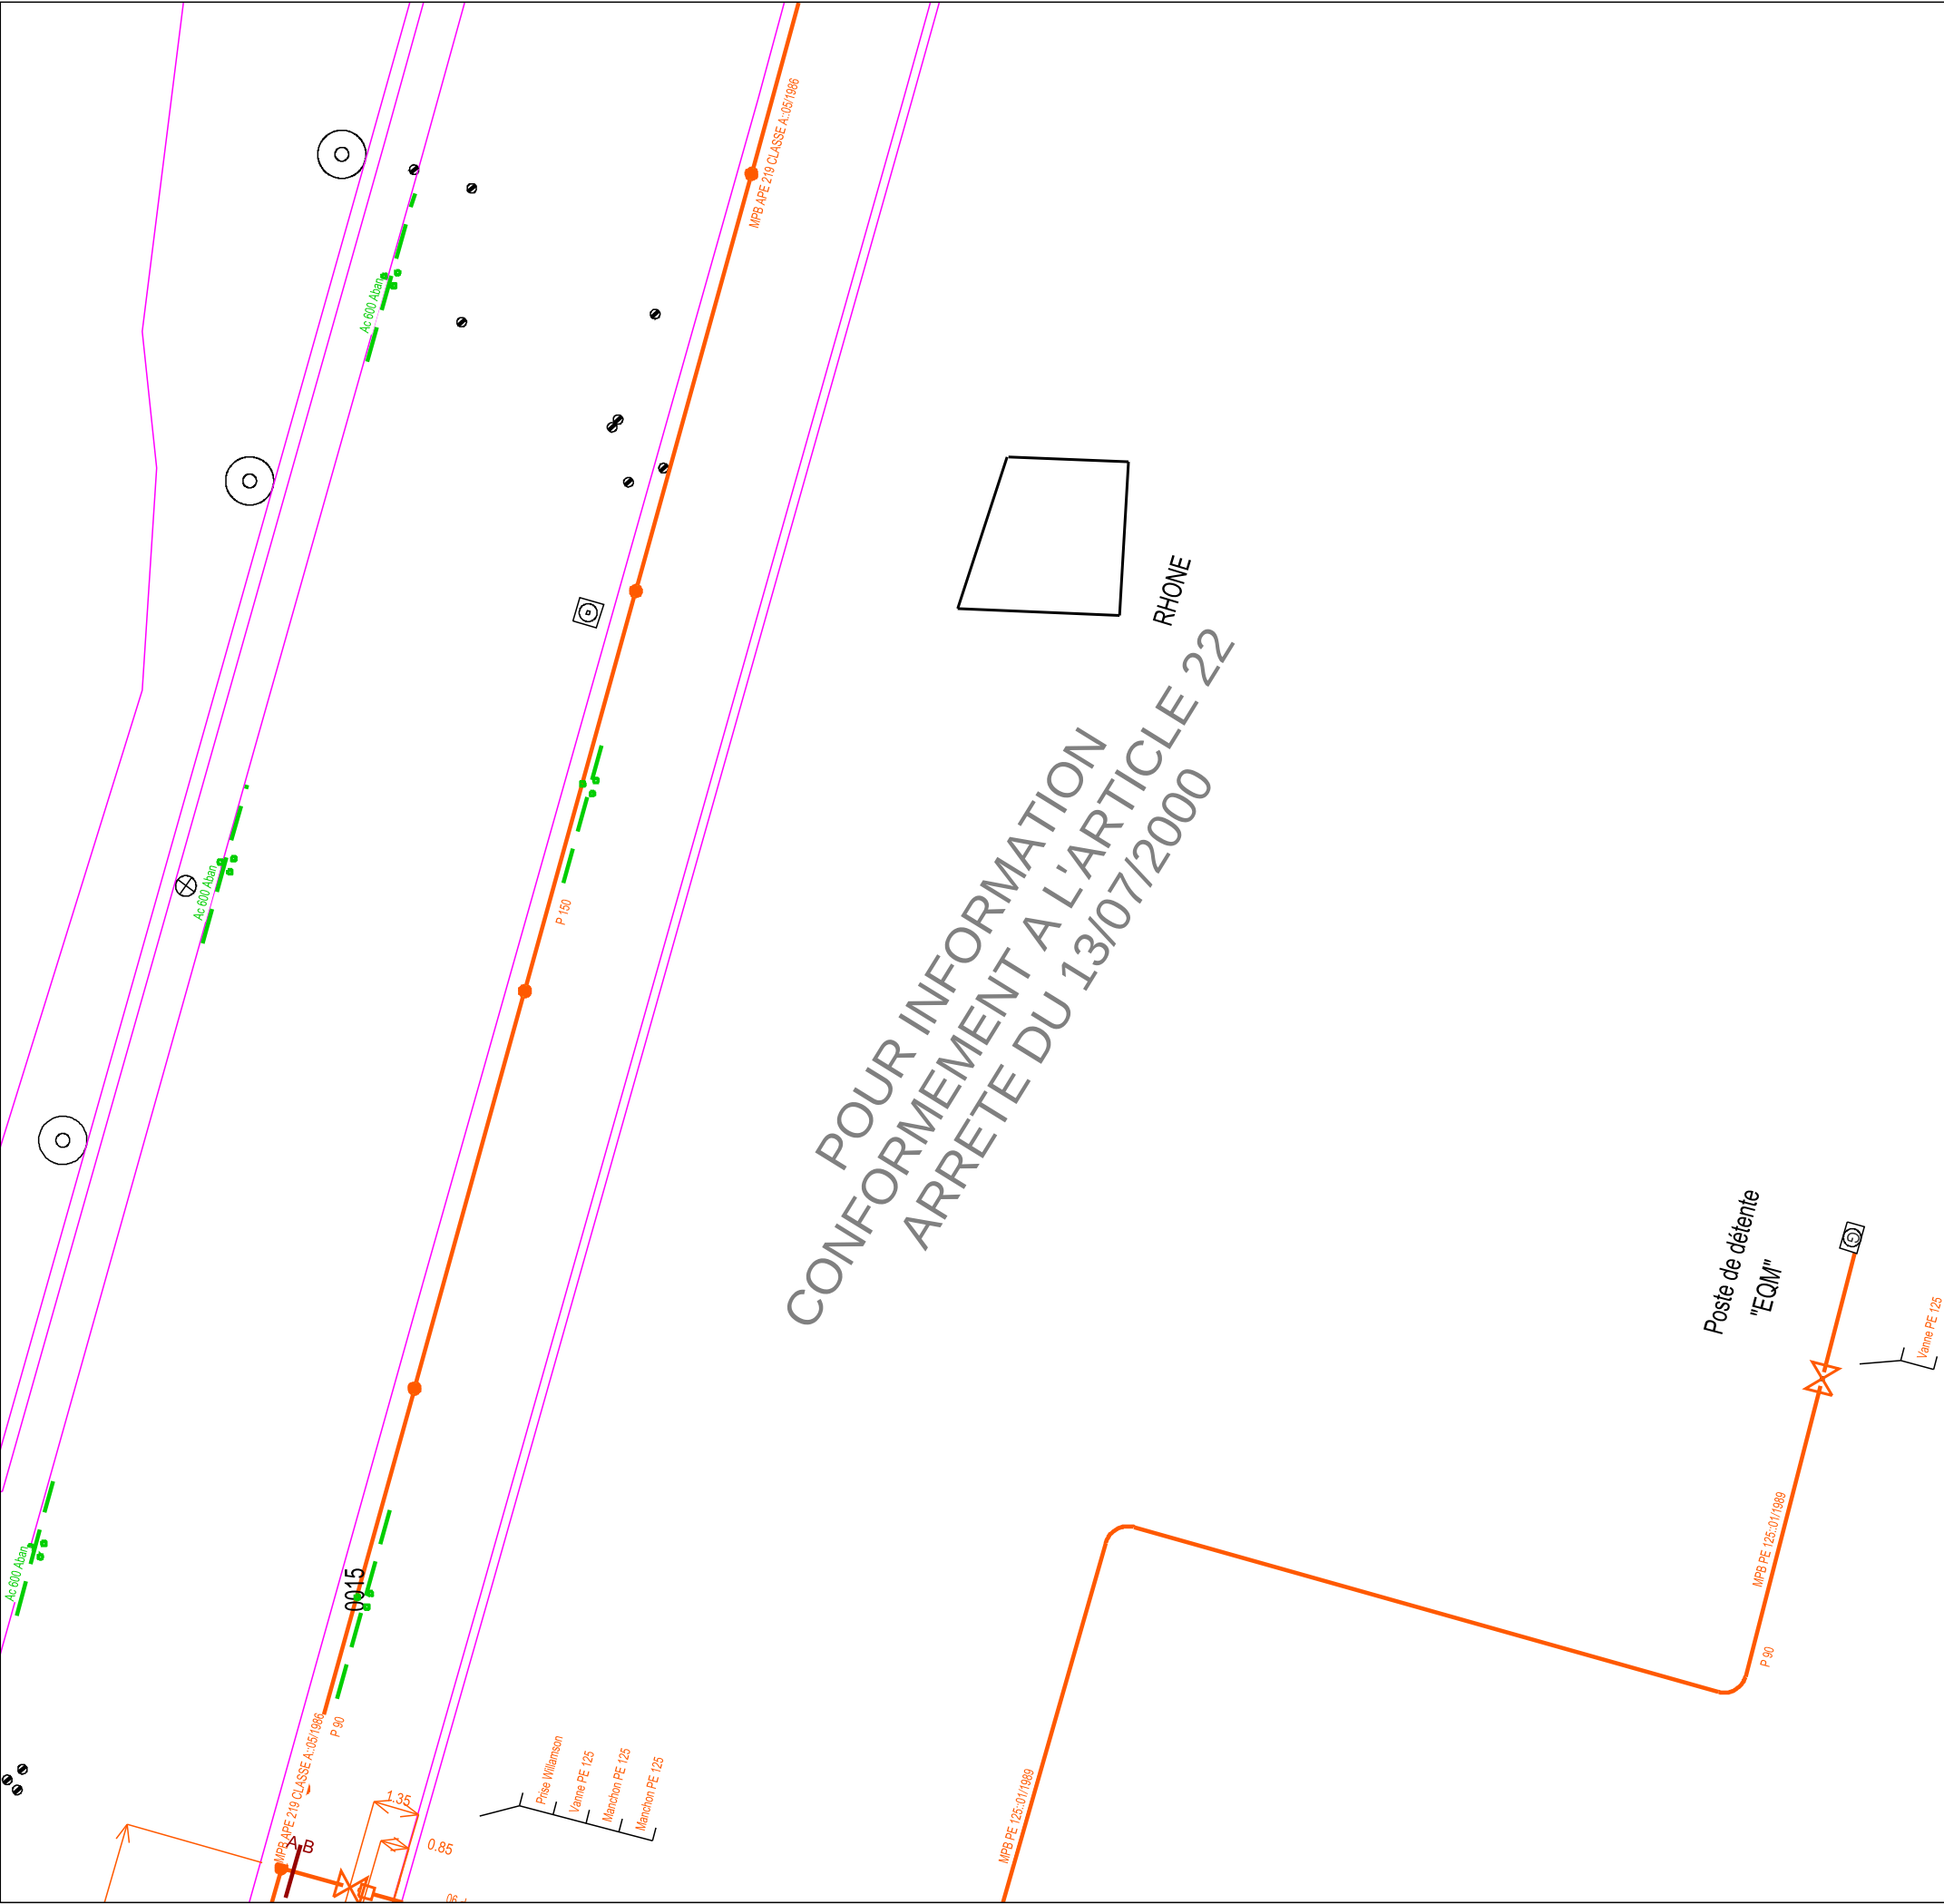 MPB APE 219 CLASSE A::05/1986
Ac 600 Aban
RHONE
POUR INFORMATION
CONFORMEMENT A L'ARTICLE 22
ARRETE DU 13/07/2000
Ac 600 Aban
P 150
Poste de détente
"EQM"
G
Vanne PE 125
Ac 600 Aban
0015
MPB PE 125::01/1989
P 90
P 90
MPB APE 219 CLASSE A::05/1986
Prise Williamson
Vanne PE 125
Manchon PE 125
Manchon PE 125
MPB PE 125::01/1989
1.35
0.85
A B